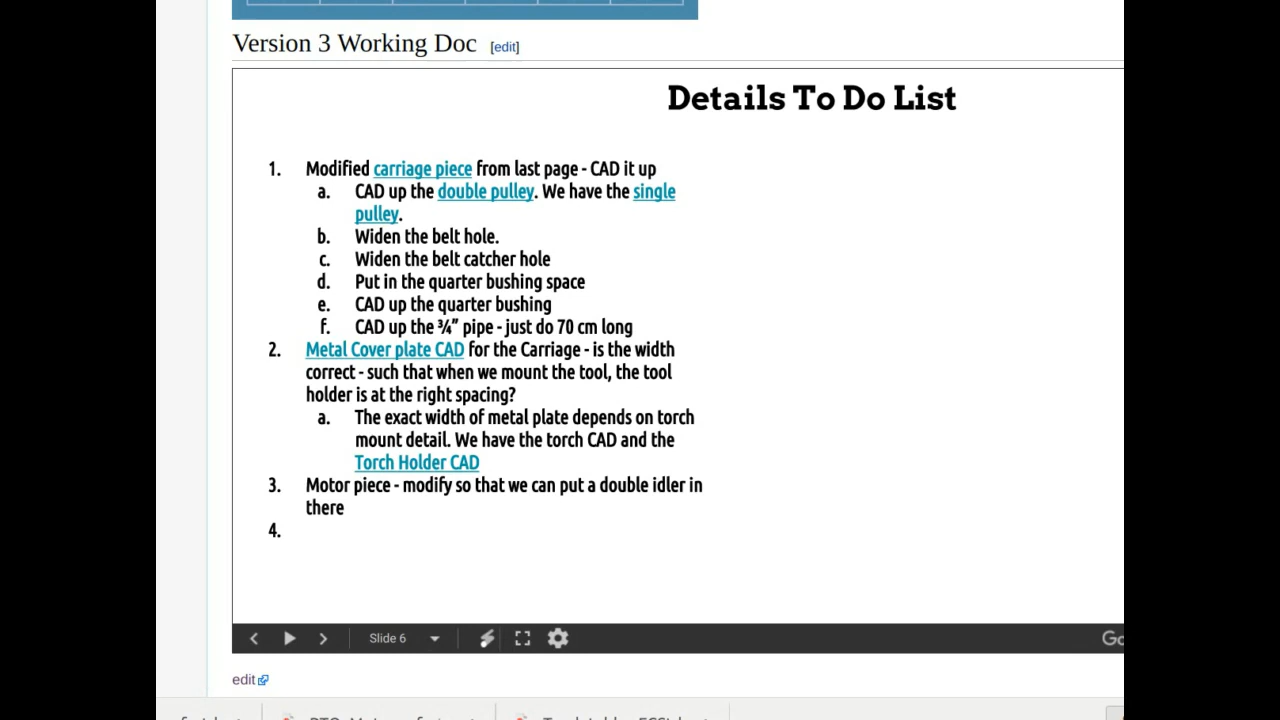 Version 3 Working Doc [edit]
Details To Do List
1. Modified carriage piece from last page - CAD it up
a. CAD up the double pulley. We have the single
pulley.
b. Widen the belt hole.
c. Widen the belt catcher hole
d. Put in the quarter bushing space
e. CAD up the quarter bushing
f. CAD up the ¾” pipe - just do 70 cm long
2. Metal Cover plate CAD for the Carriage - is the width
correct - such that when we mount the tool, the tool
holder is at the right spacing?
a. The exact width of metal plate depends on torch
mount detail. We have the torch CAD and the
Torch Holder CAD
3. Motor piece - modify so that we can put a double idler in
there
4.
Slide 6
edit